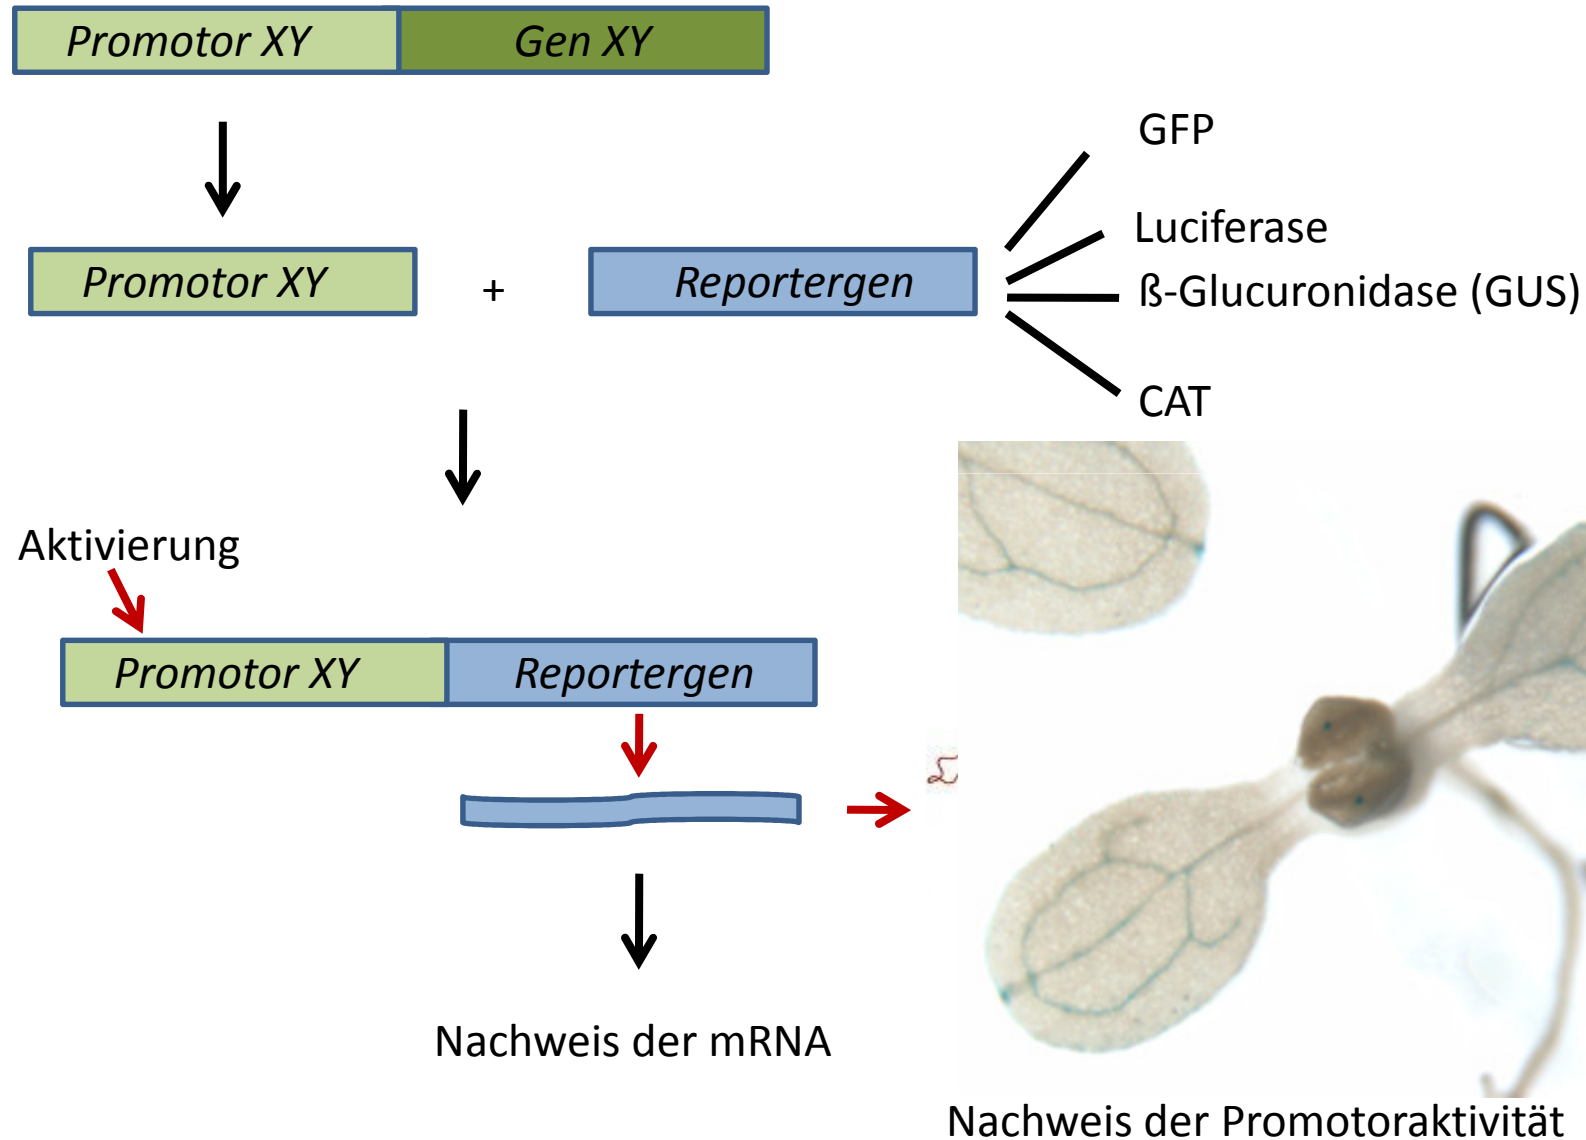 Promotor XY Gen XY
GFP
Luciferase
Promotor XY + Reportergen
ß-Glucuronidase (GUS)
CAT
Aktivierung
Promotor XY Reportergen
Nachweis der mRNA
Nachweis der Promotoraktivität